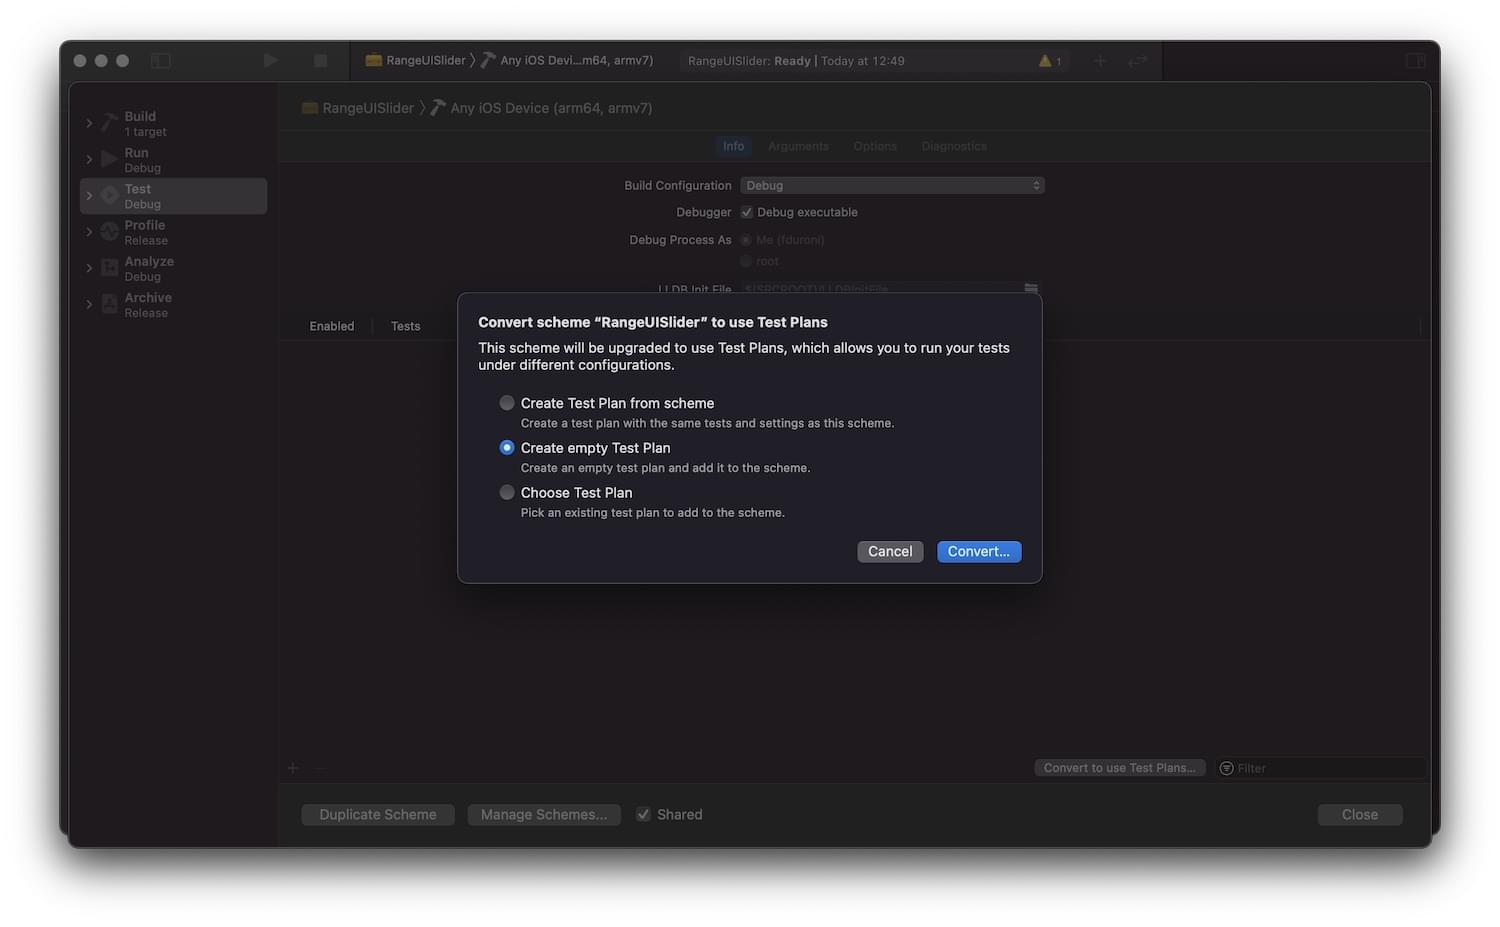 RangeUISlider 〉 Any iOS Devi...m64, armv7)
RangeUISlider: Ready | Today at 12:49
1
Build
1 target
Run
Debug
Test
Debug
Profile
Release
Analyze
Debug
Archive
Release
RangeUISlider 〉 Any iOS Device (arm64, armv7)
Info Arguments Options Diagnostics
Build Configuration Debug
Debugger Debug executable
Debug Process As Me (fduroni)
root
LLDB Init File $(SRCROOT)/LLDBInitFile
Enabled Tests
Convert scheme “RangeUISlider” to use Test Plans
This scheme will be upgraded to use Test Plans, which allows you to run your tests
under different configurations.
Create Test Plan from scheme
Create a test plan with the same tests and settings as this scheme.
Create empty Test Plan
Create an empty test plan and add it to the scheme.
Choose Test Plan
Pick an existing test plan to add to the scheme.
Cancel Convert...
Convert to use Test Plans... Filter
Duplicate Scheme Manage Schemes... Shared Close